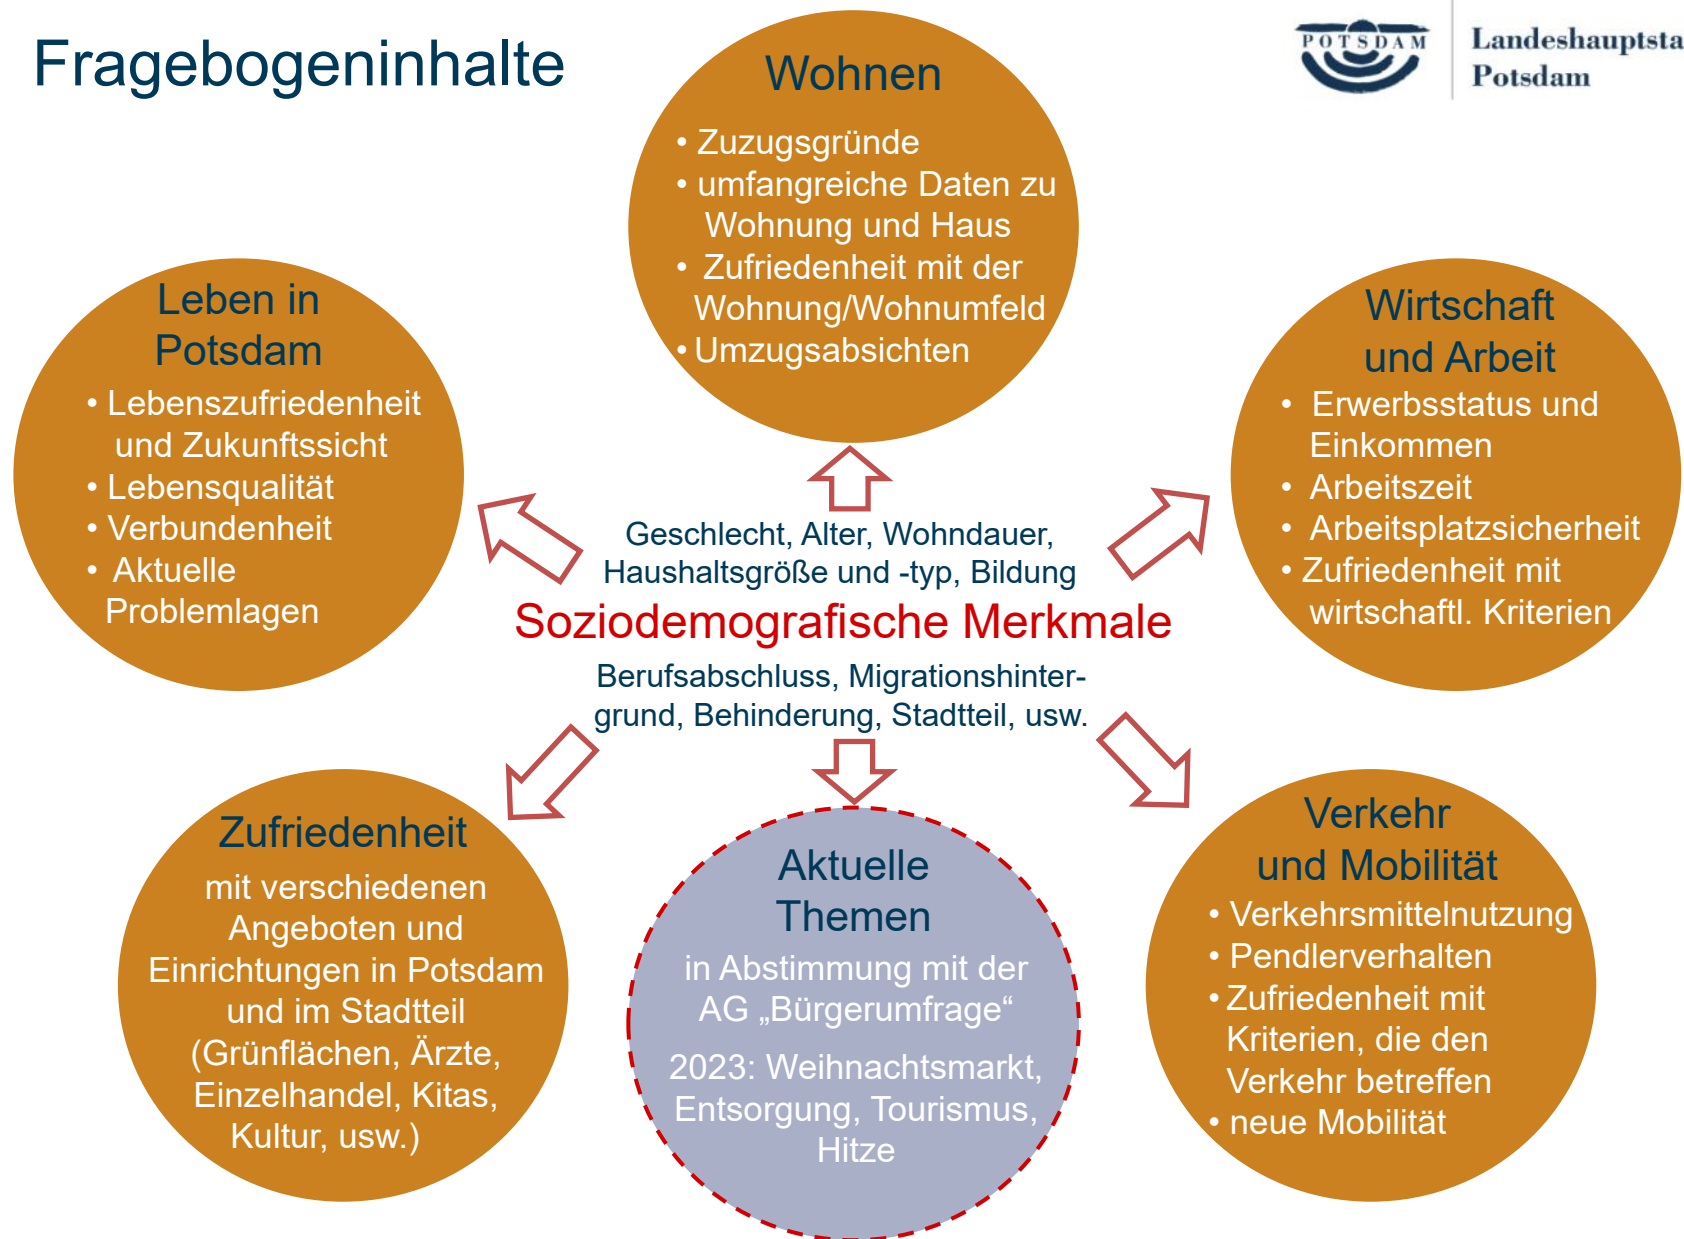 Fragebogeninhalte
POTSDAM
Landeshauptsta
Potsdam
Wohnen
• Zuzugsgründe
• umfangreiche Daten zu
Wohnung und Haus
• Zufriedenheit mit der
Wohnung/Wohnumfeld
• Umzugsabsichten
Leben in
Potsdam
• Lebenszufriedenheit
und Zukunftssicht
• Lebensqualität
• Verbundenheit
• Aktuelle
Problemlagen
Wirtschaft
und Arbeit
• Erwerbsstatus und
Einkommen
• Arbeitszeit
• Arbeitsplatzsicherheit
• Zufriedenheit mit
wirtschaftl. Kriterien
Geschlecht, Alter, Wohndauer,
Haushaltsgröße und -typ, Bildung
Soziodemografische Merkmale
Berufsabschluss, Migrationshinter-
grund, Behinderung, Stadtteil, usw.
Zufriedenheit
mit verschiedenen
Angeboten und
Einrichtungen in Potsdam
und im Stadtteil
(Grünflächen, Ärzte,
Einzelhandel, Kitas,
Kultur, usw.)
Aktuelle
Themen
in Abstimmung mit der
AG „Bürgerumfrage“
2023: Weihnachtsmarkt,
Entsorgung, Tourismus,
Hitze
Verkehr
und Mobilität
• Verkehrsmittelnutzung
• Pendlerverhalten
• Zufriedenheit mit
Kriterien, die den
Verkehr betreffen
• neue Mobilität